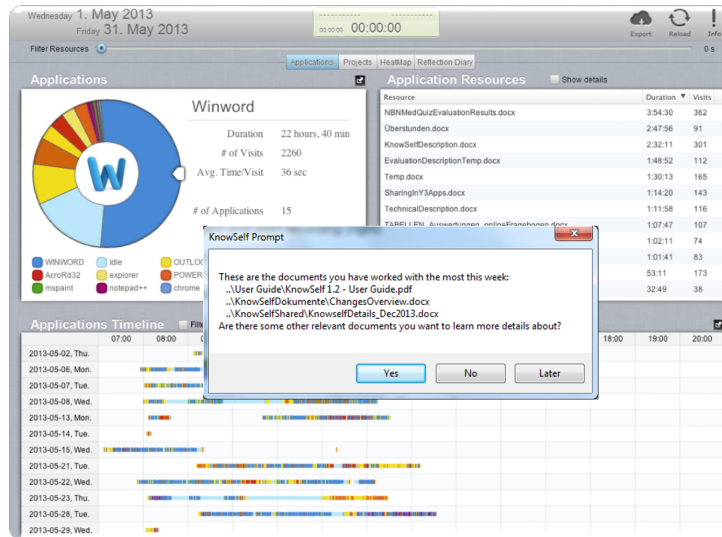 Wednesday 1. May 2013
Friday 31. May 2013
00:00:00 00:00:00
Export Reload Info
Filter Resources 0 s
Applications Projects HeatMap Reflection Diary
Applications
Winword
Duration 22 hours, 40 min
# of Visits 2260
Avg. Time/Visit 36 sec
# of Applications 15
WINWORD Idle OUTLO
AcroRd32 explorer POWER
mspaint notepad++ chrome
Application Resources Show details
Resource Duration Visits
NBNMedQuizEvaluationResults.docx 3:54:30 362
Überstunden.docx 2:47:56 91
KnowSelfDescription.docx 2:32:11 301
EvaluationDescriptionTemp.docx 1:48:52 112
Temp.docx 1:30:13 165
SharingInY3Apps.docx 1:14:20 143
TechnicalDescription.docx 1:11:58 116
TABELLEN_Auswertungen_onlineFragebogen.docx 1:07:47 107
1:02:11 74
1:01:41 83
53:11 173
32:49 38
KnowSelf Prompt
These are the documents you have worked with the most this week:
..\User Guide\KnowSelf 1.2 - User Guide.pdf
..\KnowSelfDokumente\ChangesOverview.docx
..\KnowSelfShared\KnowselfDetails_Dec2013.docx
Are there some other relevant documents you want to learn more details about?
Yes No Later
Applications Timeline
07:00 08:00 18:00 19:00 20:00
2013-05-02, Thu.
2013-05-06, Mon.
2013-05-07, Tue.
2013-05-08, Wed.
2013-05-13, Mon.
2013-05-14, Tue.
2013-05-15, Wed.
2013-05-21, Tue.
2013-05-22, Wed.
2013-05-23, Thu.
2013-05-28, Tue.
2013-05-29, Wed.